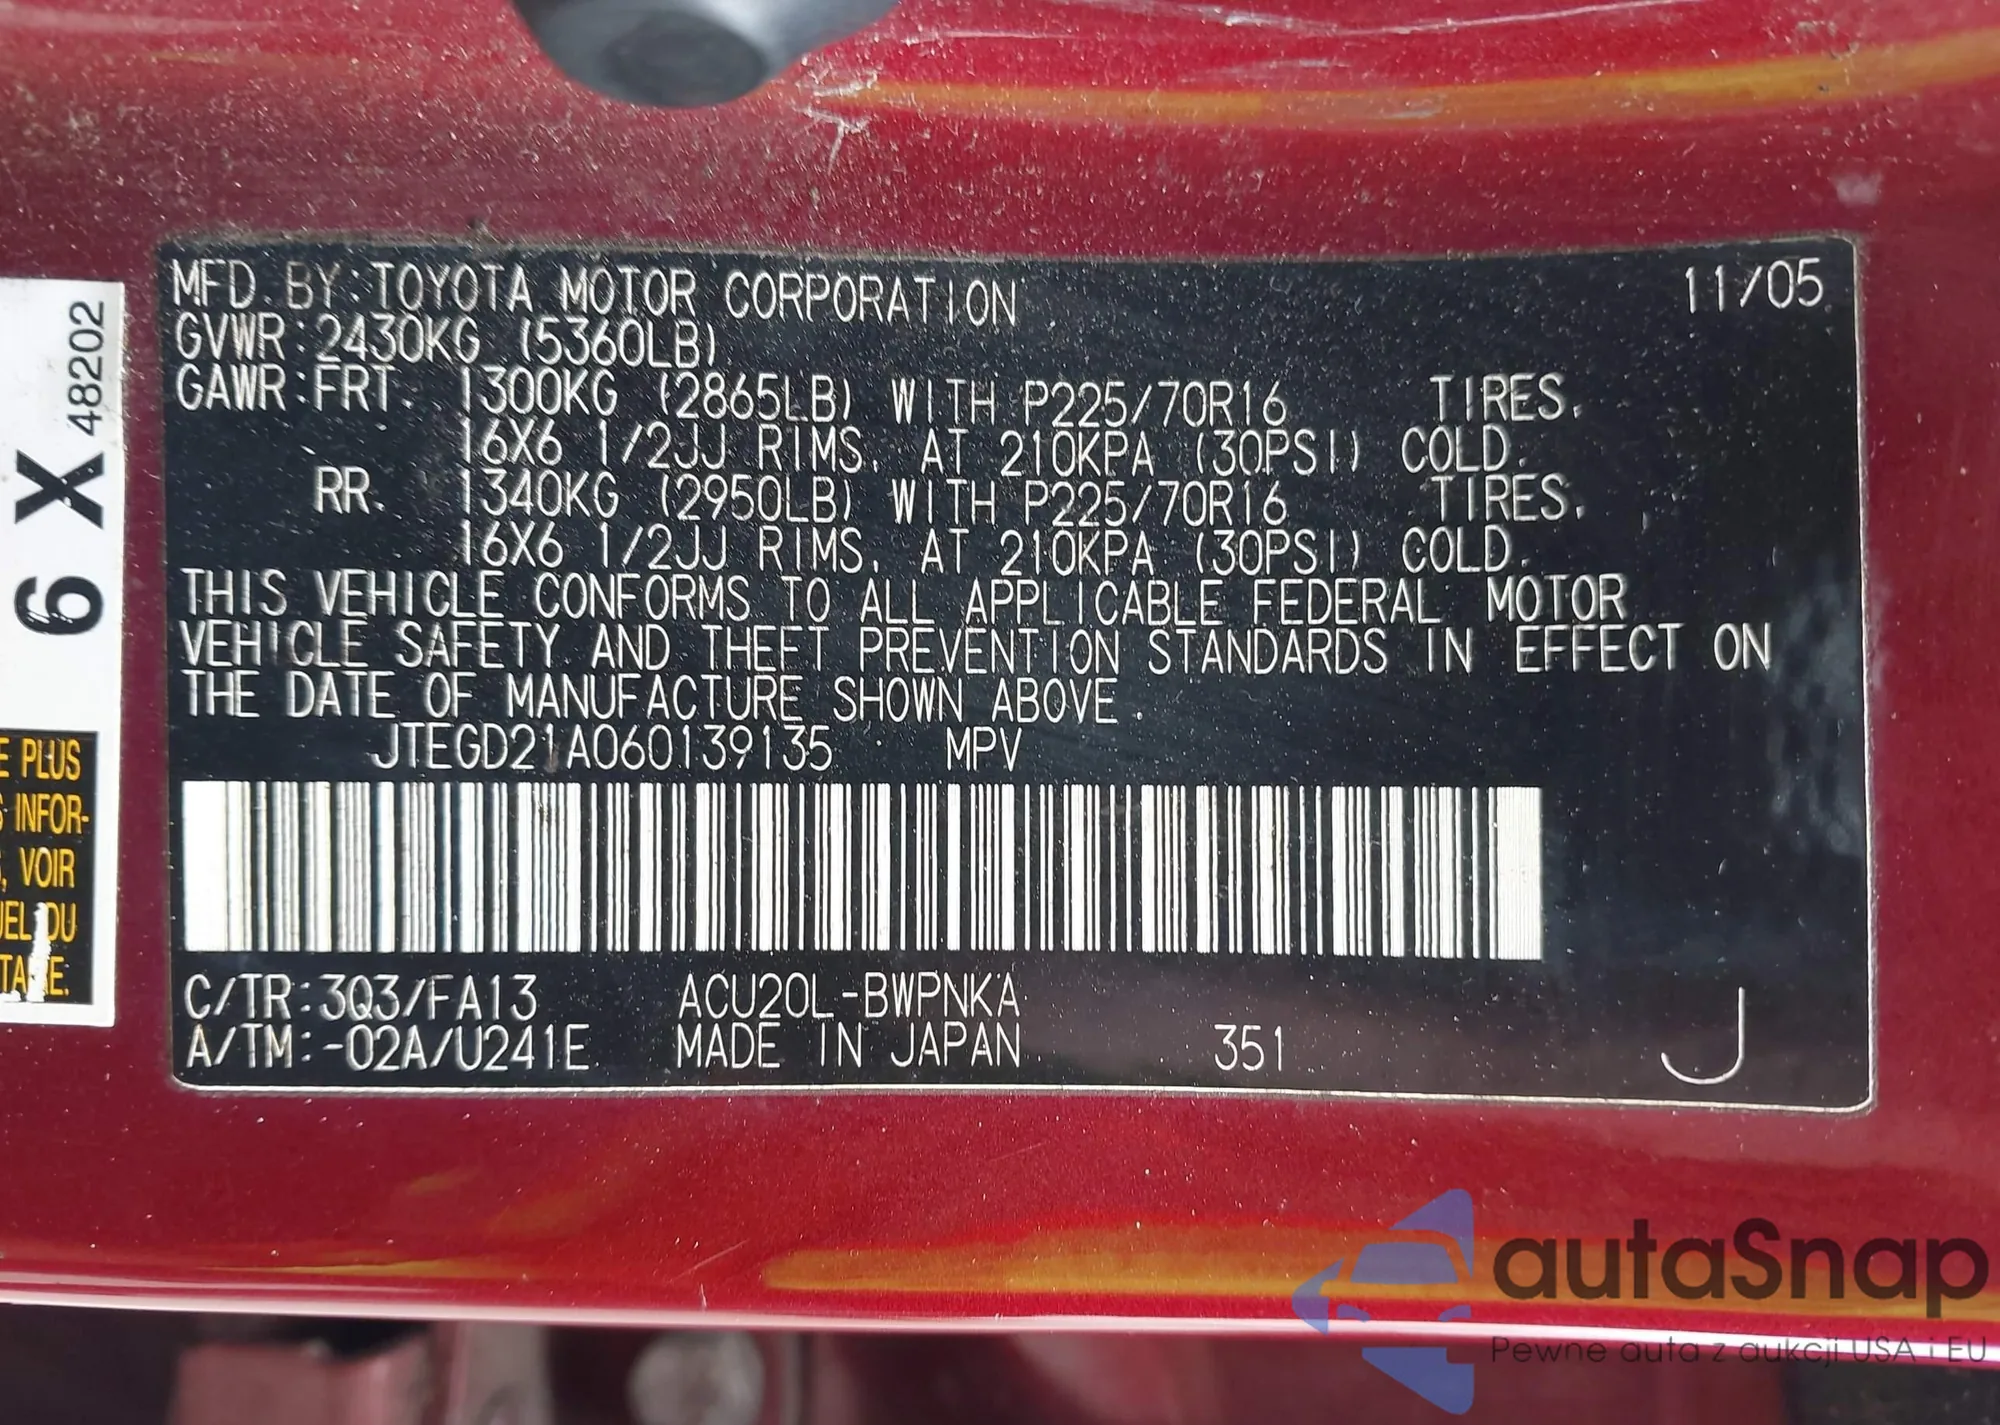 MFD. BY: TOYOTA MOTOR CORPORATION 11/05
GVWR: 2430KG (5360LB)
GAWR: FRT. 1300KG (2865LB) WITH P225/70R16 TIRES,
16X6 1/2JJ RIMS, AT 210KPA (30PSI) COLD.
RR. 1340KG (2950LB) WITH P225/70R16 TIRES,
16X6 1/2JJ RIMS, AT 210KPA (30PSI) COLD.
THIS VEHICLE CONFORMS TO ALL APPLICABLE FEDERAL MOTOR
VEHICLE SAFETY AND THEFT PREVENTION STANDARDS IN EFFECT ON
THE DATE OF MANUFACTURE SHOWN ABOVE.
JTEGD21A060139135 MPV
C/TR: 3Q3/FA13 ACU20L-BWPNKA
A/TM: -02A/U241E MADE IN JAPAN 351 J
6 X 48202
E PLUS
INFOR-
, VOIR
UEL DU
autaSnap
Pewne auta z aukcji USA i EU